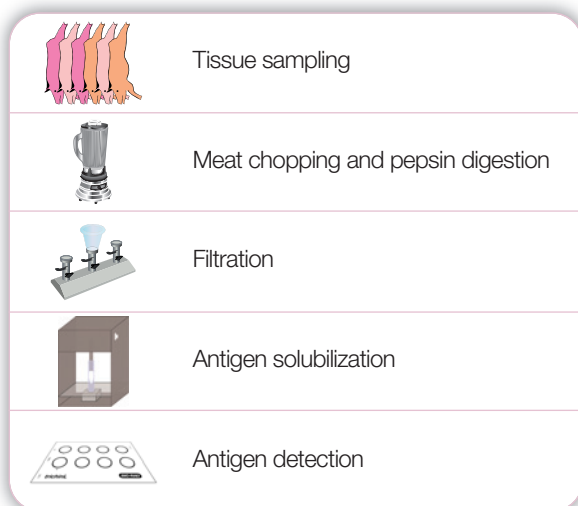 Tissue sampling
Meat chopping and pepsin digestion
Filtration
Antigen solubilization
Antigen detection